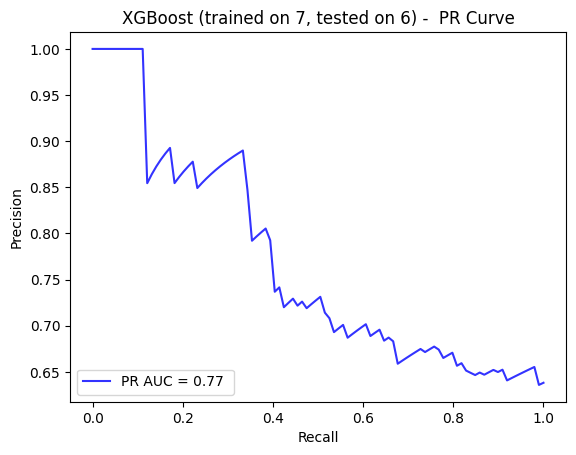 XGBoost (trained on 7, tested on 6) -  PR Curve
1.00
0.95
0.90
0.85
0.80
0.75
0.70
0.65
Precision
PR AUC = 0.77
0.0 0.2 0.4 0.6 0.8 1.0
Recall